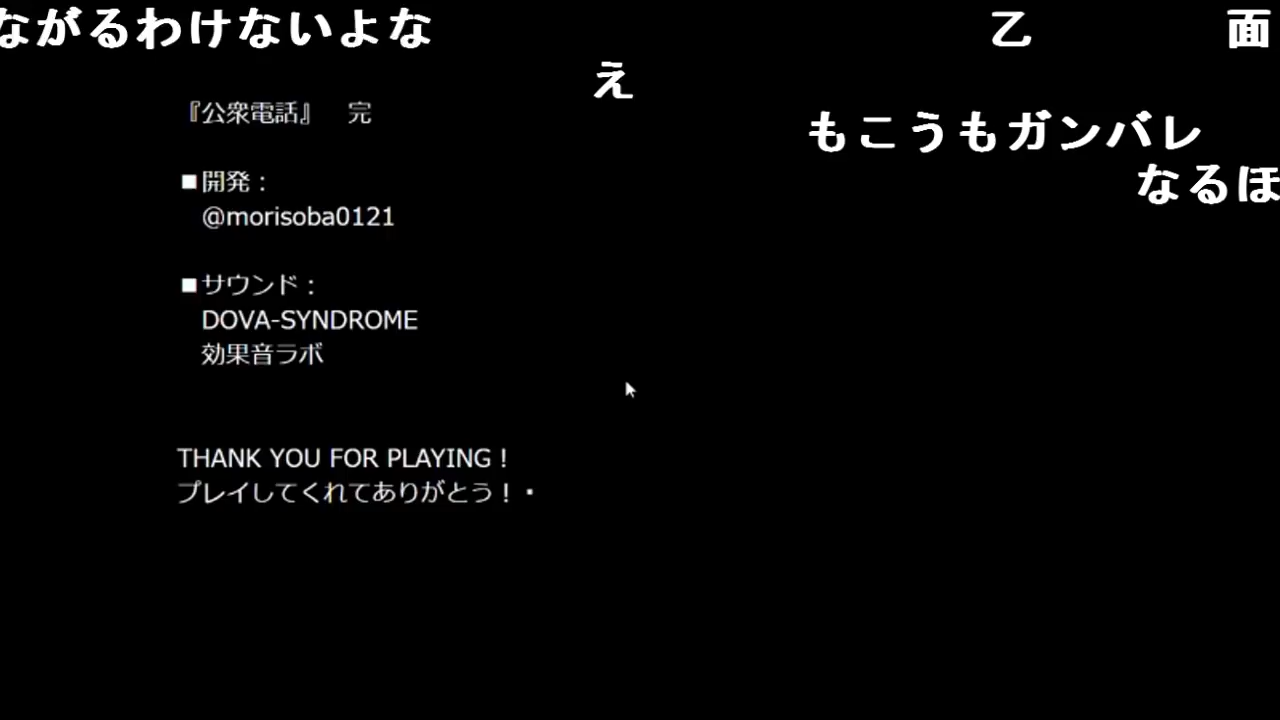 ながるわけないよな
乙
面
え
『公衆電話』　完
もこうもガンバレ
なるほ
■開発：
@morisoba0121
■サウンド：
DOVA-SYNDROME
効果音ラボ
THANK YOU FOR PLAYING！
プレイしてくれてありがとう！・